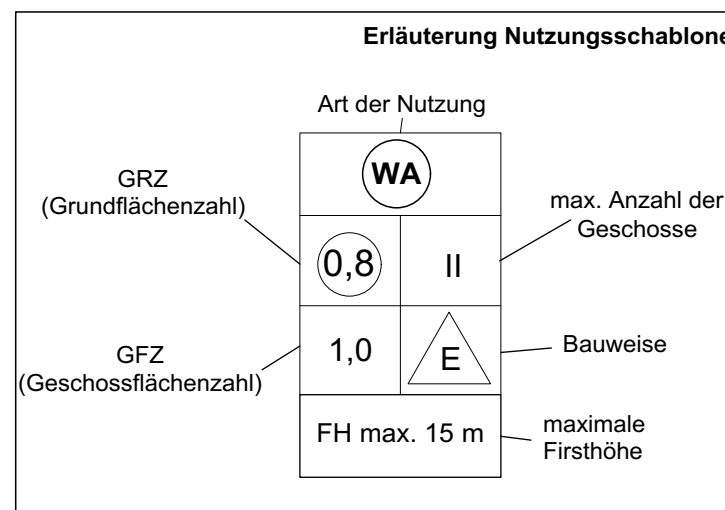 Erläuterung Nutzungsschablone
Art der Nutzung
WA
GRZ
(Grundflächenzahl)
0,8
II
max. Anzahl der
Geschosse
GFZ
(Geschossflächenzahl)
1,0
E
Bauweise
FH max. 15 m
maximale
Firsthöhe